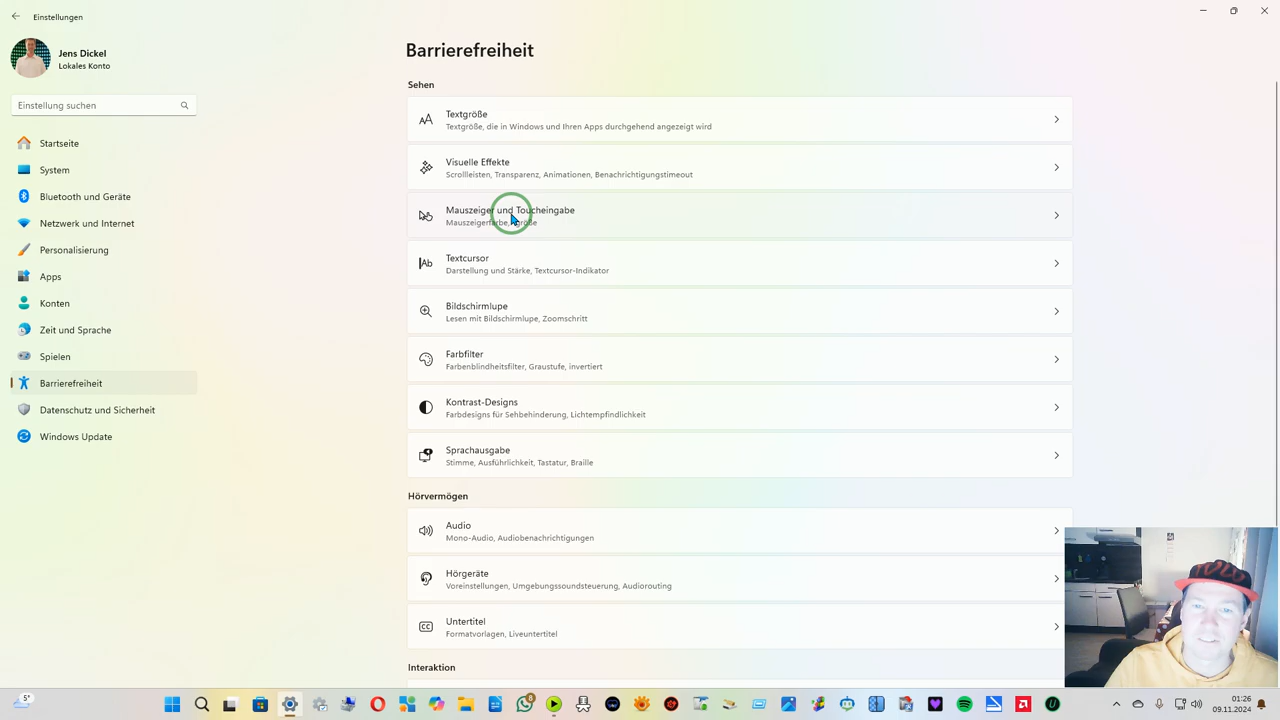 Einstellungen
Jens Dickel
Lokales Konto
Einstellung suchen
Startseite
System
Bluetooth und Geräte
Netzwerk und Internet
Personalisierung
Apps
Konten
Zeit und Sprache
Spielen
Barrierefreiheit
Datenschutz und Sicherheit
Windows Update
Barrierefreiheit
Sehen
Textgröße
Textgröße, die in Windows und Ihren Apps durchgehend angezeigt wird
Visuelle Effekte
Scrollleisten, Transparenz, Animationen, Benachrichtigungstimeout
Mauszeiger und Toucheingabe
Mauszeigerfarbe, -größe
Textcursor
Darstellung und Stärke, Textcursor-Indikator
Bildschirmlupe
Lesen mit Bildschirmlupe, Zoomschritt
Farbfilter
Farbenblindheitsfilter, Graustufe, invertiert
Kontrast-Designs
Farbdesigns für Sehbehinderung, Lichtempfindlichkeit
Sprachausgabe
Stimme, Ausführlichkeit, Tastatur, Braille
Hörvermögen
Audio
Mono-Audio, Audiobenachrichtigungen
Hörgeräte
Voreinstellungen, Umgebungssoundsteuerung, Audiorouting
Untertitel
Formatvorlagen, Liveuntertitel
Interaktion
5°
8
01:26
09.11.2024